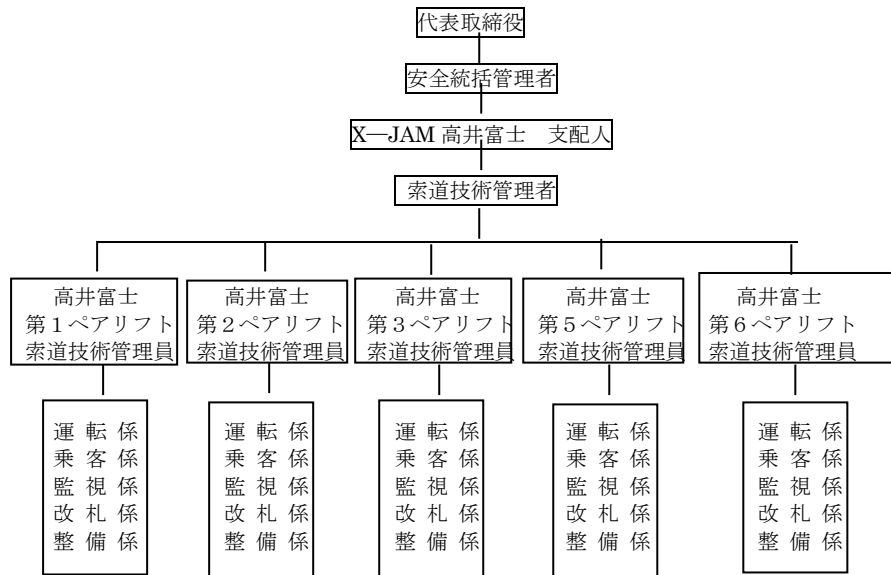 代表取締役
安全統括管理者
X―JAM 高井富士　支配人
索道技術管理者
高井富士
第１ペアリフト
索道技術管理員
高井富士
第２ペアリフト
索道技術管理員
高井富士
第３ペアリフト
索道技術管理員
高井富士
第５ペアリフト
索道技術管理員
高井富士
第６ペアリフト
索道技術管理員
運 転 係
乗 客 係
監 視 係
改 札 係
整 備 係
運 転 係
乗 客 係
監 視 係
改 札 係
整 備 係
運 転 係
乗 客 係
監 視 係
改 札 係
整 備 係
運 転 係
乗 客 係
監 視 係
改 札 係
整 備 係
運 転 係
乗 客 係
監 視 係
改 札 係
整 備 係